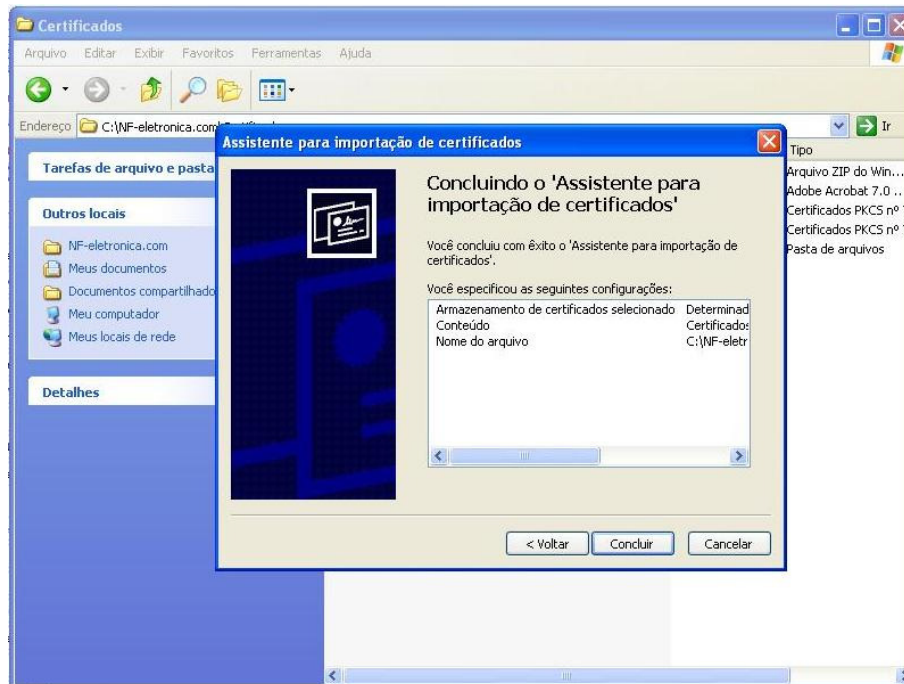 Certificados
Arquivo Editar Exibir Favoritos Ferramentas Ajuda
Endereço C:\NF-eletronica.com
Ir
Assistente para importação de certificados
Tarefas de arquivo e pasta
Outros locais
NF-eletronica.com
Meus documentos
Documentos compartilhado
Meu computador
Meus locais de rede
Detalhes
Concluindo o 'Assistente para
importação de certificados'
Você concluiu com êxito o 'Assistente para importação de
certificados'.
Você especificou as seguintes configurações:
Armazenamento de certificados selecionado Determinad
Conteúdo Certificados
Nome do arquivo C:\NF-eletr
< Voltar Concluir Cancelar
Tipo
Arquivo ZIP do Win...
Adobe Acrobat 7.0 ...
Certificados PKCS nº
Certificados PKCS nº
Pasta de arquivos